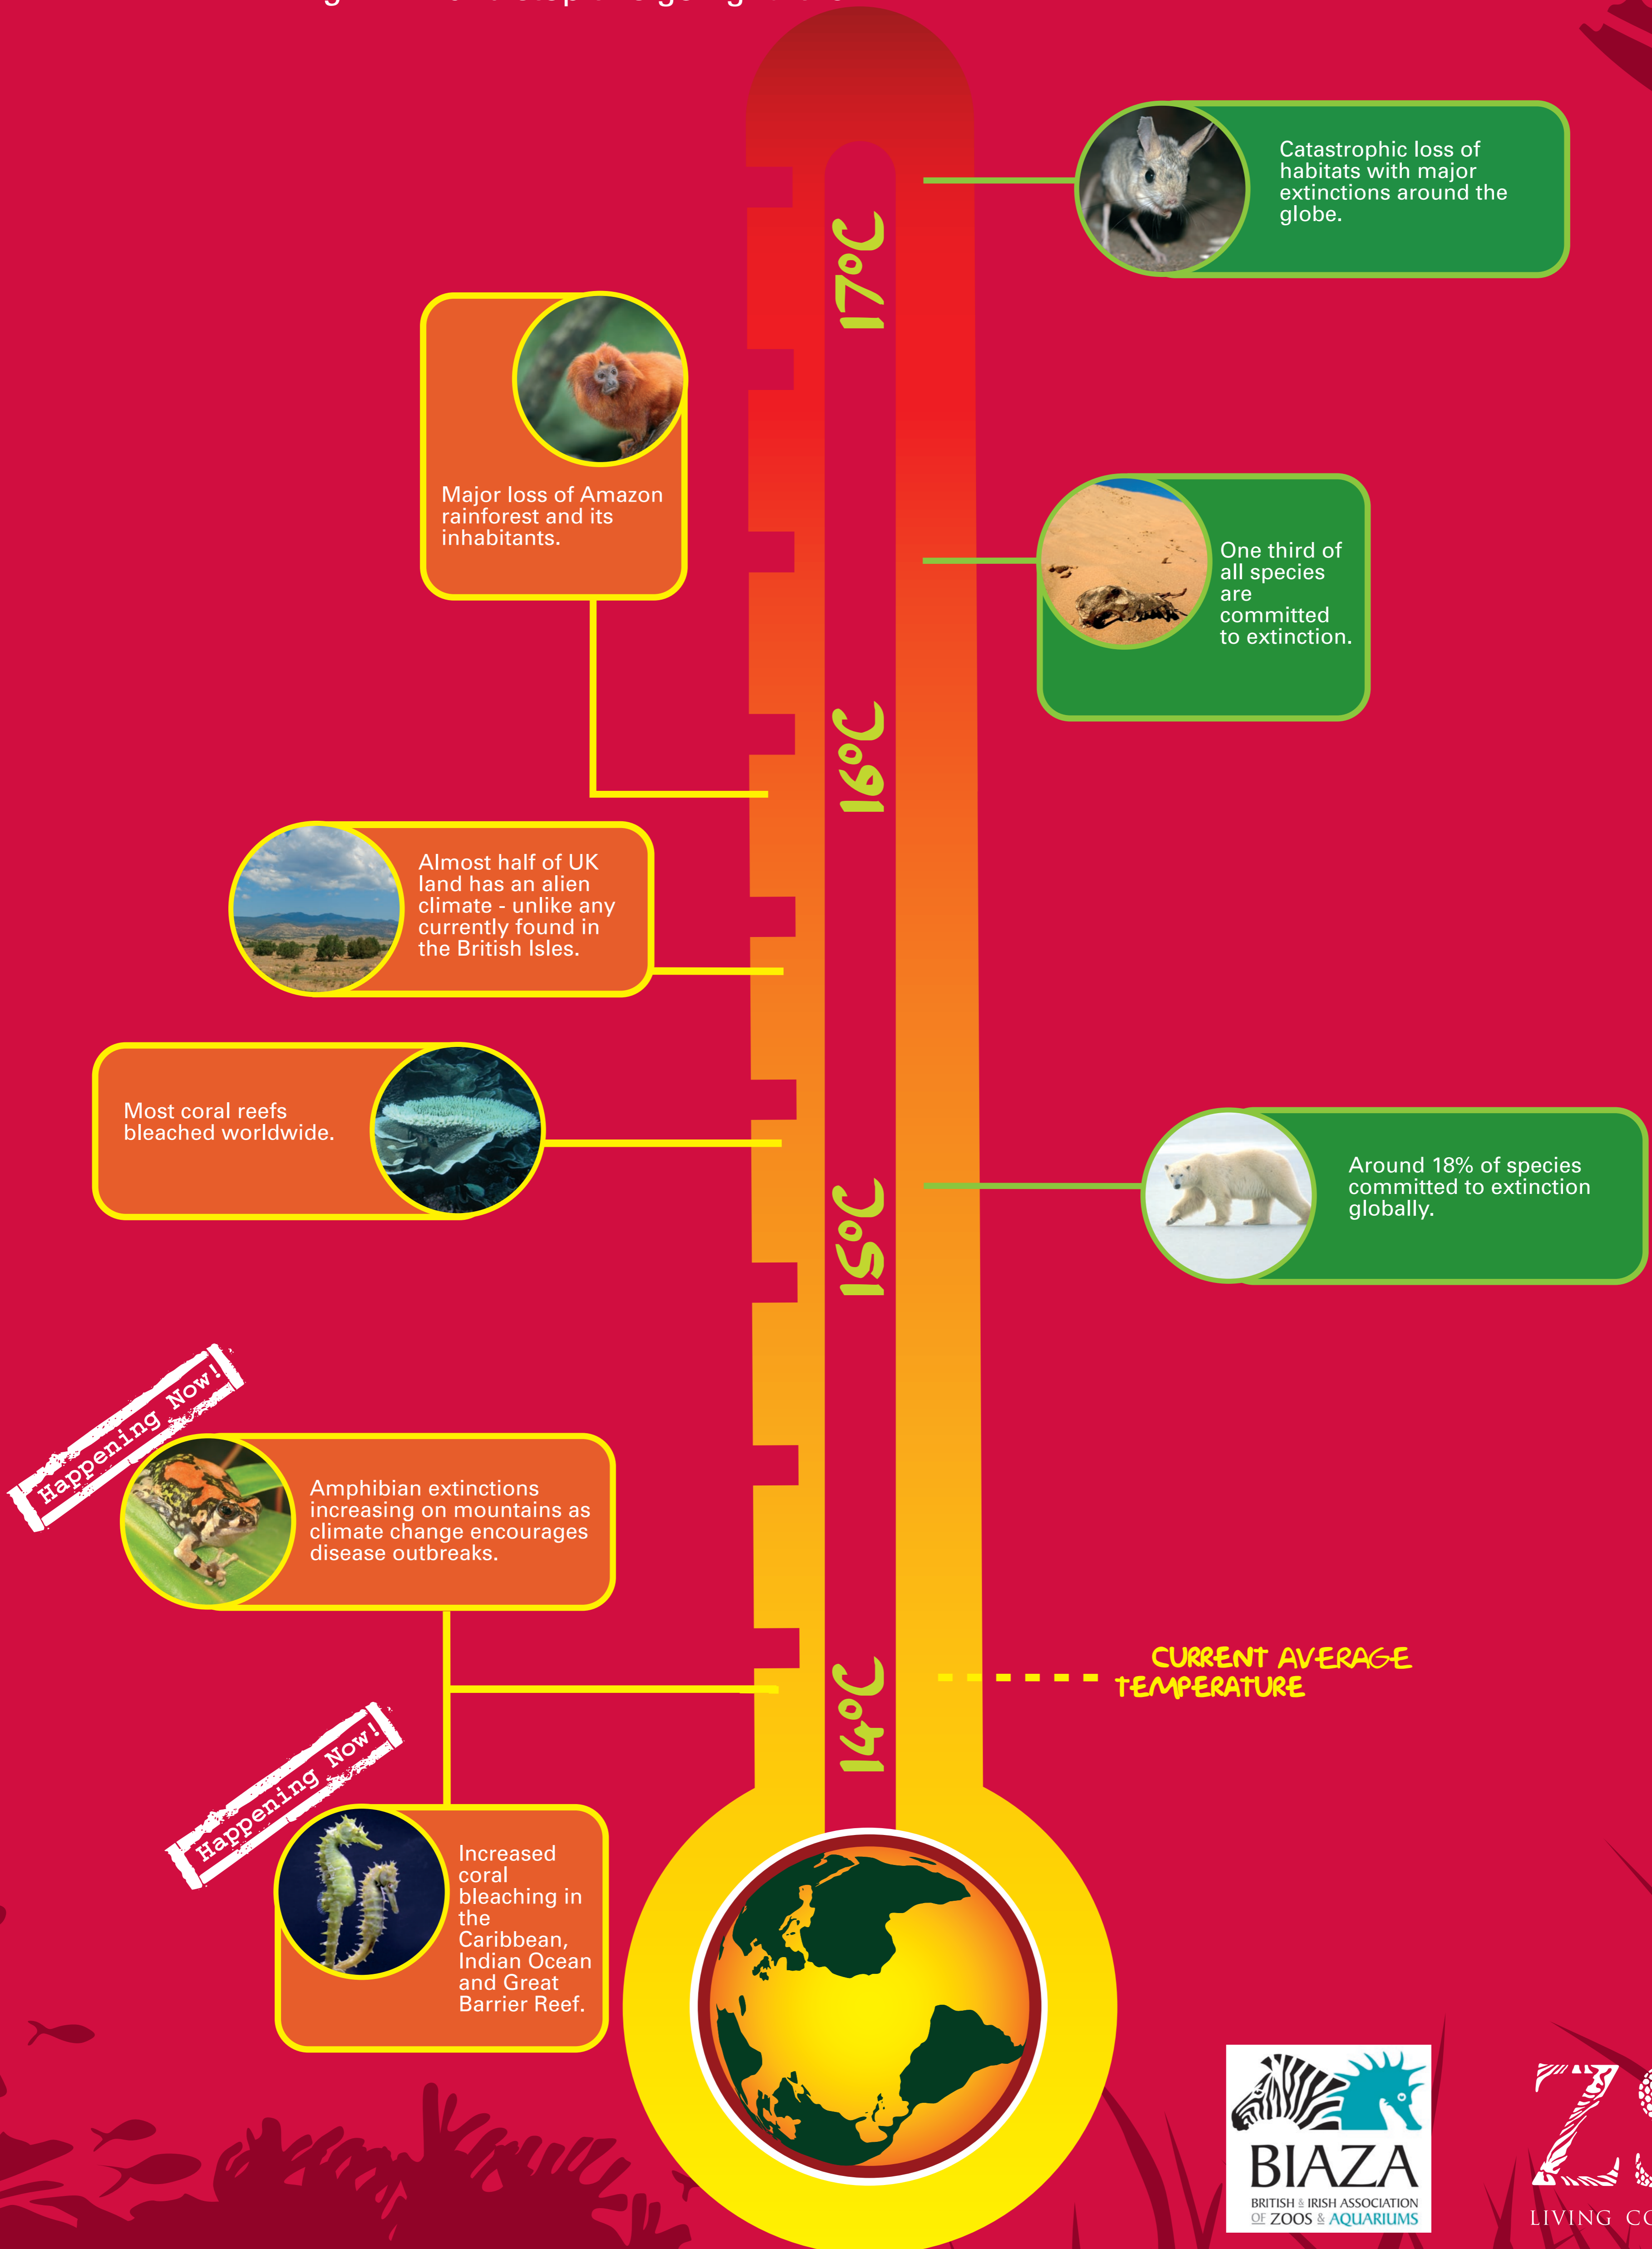 Catastrophic loss of
habitats with major
extinctions around the
globe.
17°C
Major loss of Amazon
rainforest and its
inhabitants.
One third of
all species
are
committed
to extinction.
16°C
Almost half of UK
land has an alien
climate - unlike any
currently found in
the British Isles.
Most coral reefs
bleached worldwide.
Around 18% of species
committed to extinction
globally.
15°C
Happening Now!
Amphibian extinctions
increasing on mountains as
climate change encourages
disease outbreaks.
CURRENT AVERAGE
TEMPERATURE
14°C
Happening Now!
Increased
coral
bleaching in
the
Caribbean,
Indian Ocean
and Great
Barrier Reef.
BIAZA
BRITISH & IRISH ASSOCIATION
OF ZOOS & AQUARIUMS
LIVING